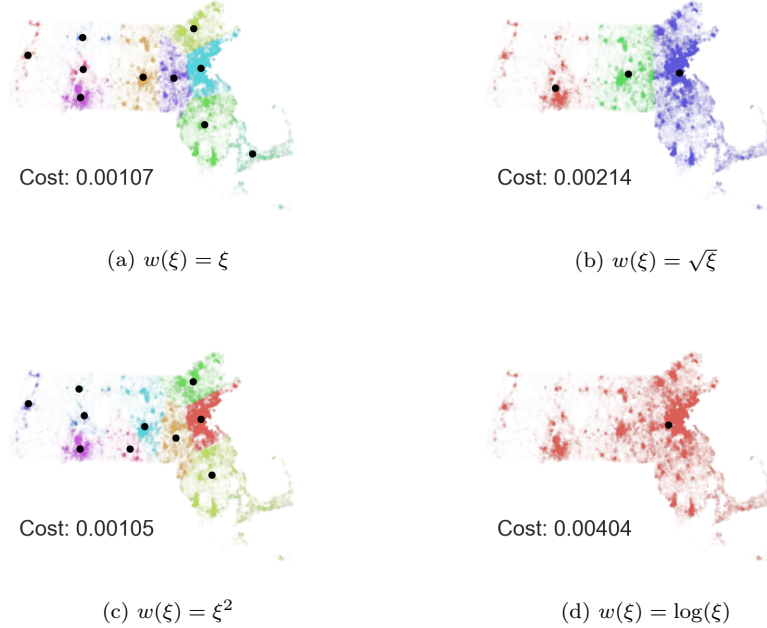 Cost: 0.00107
Cost: 0.00214
(a) w(ξ) = ξ
(b) w(ξ) = √ξ
Cost: 0.00105
Cost: 0.00404
(c) w(ξ) = ξ²
(d) w(ξ) = log(ξ)